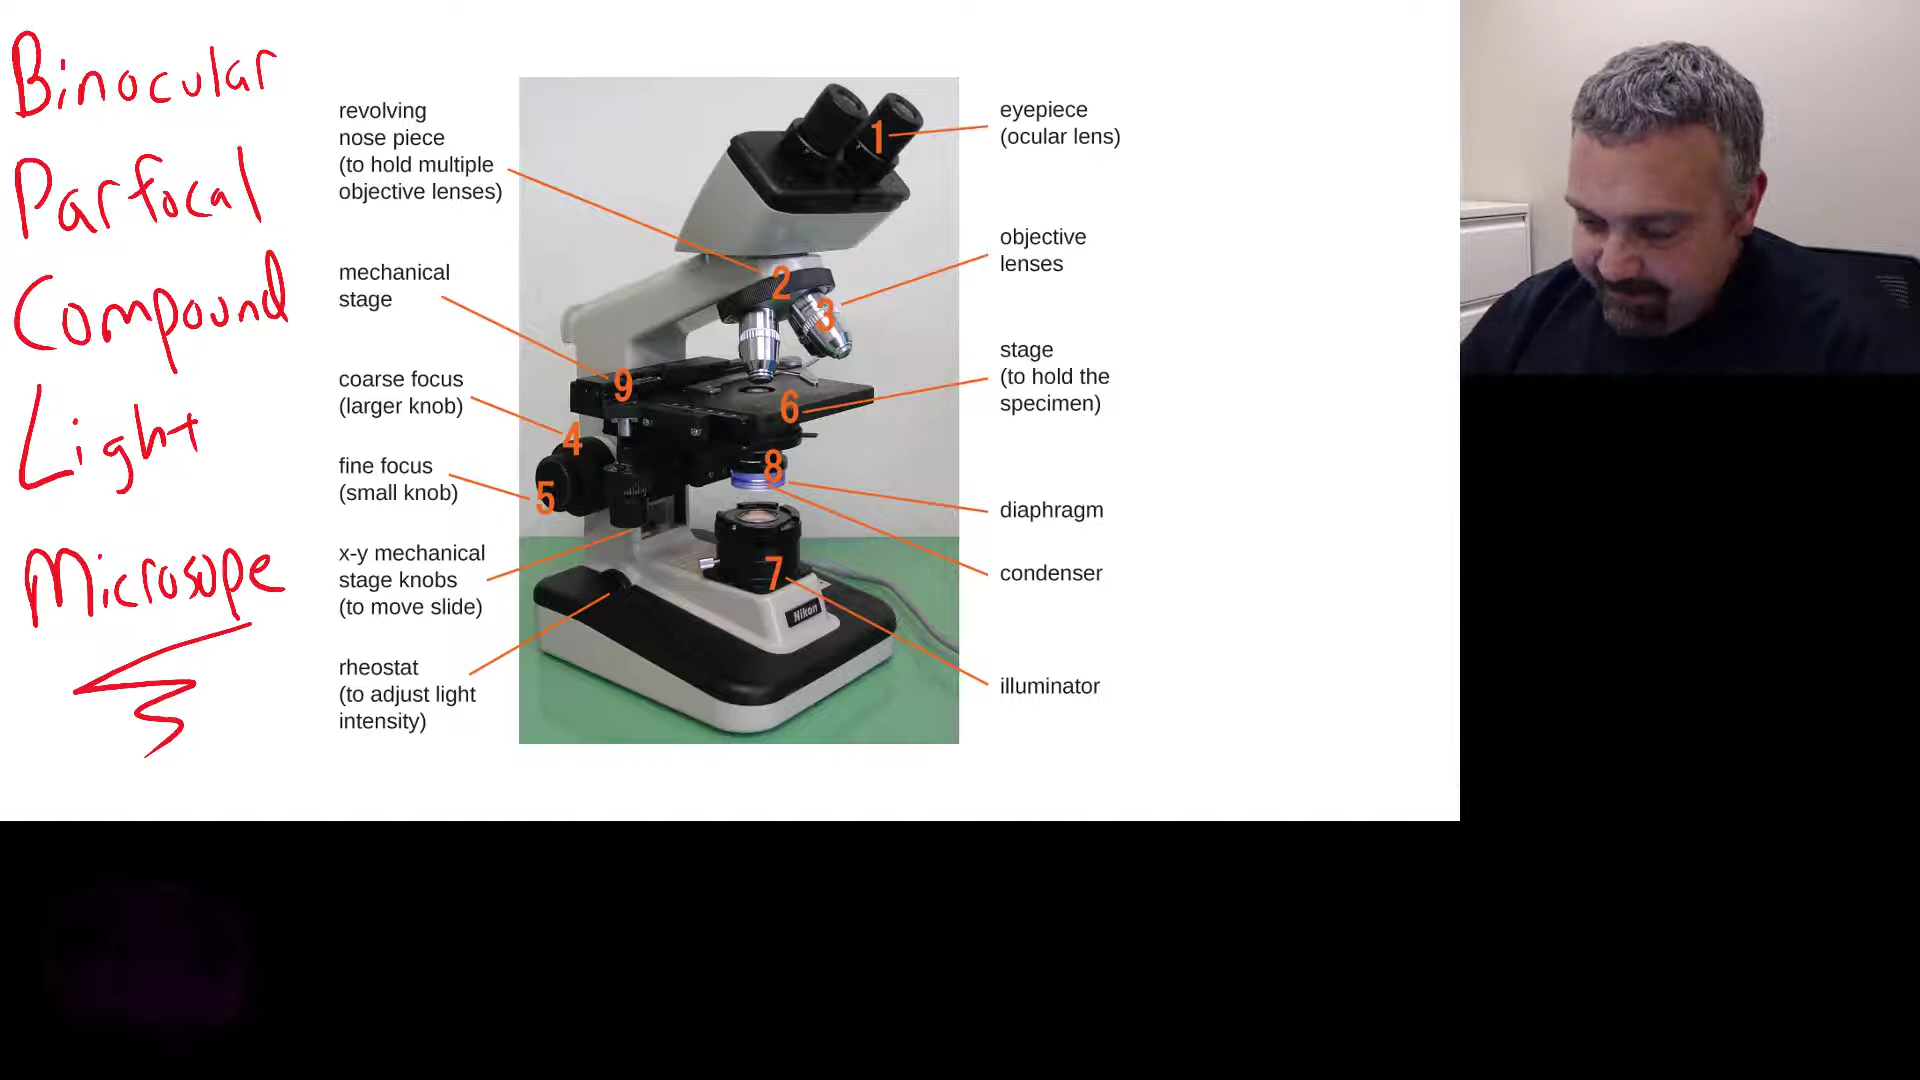 Binocular
Parfocal
Compound
Light
Microsope
revolving
nose piece
(to hold multiple
objective lenses)
mechanical
stage
coarse focus
(larger knob)
fine focus
(small knob)
x-y mechanical
stage knobs
(to move slide)
rheostat
(to adjust light
intensity)
1
2
3
9
6
4
8
5
7
Nikon
eyepiece
(ocular lens)
objective
lenses
stage
(to hold the
specimen)
diaphragm
condenser
illuminator